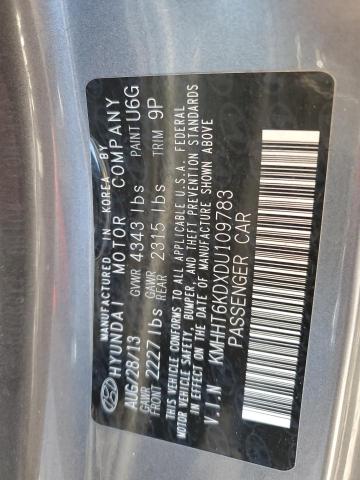 MANUFACTURED IN KOREA BY
HYUNDAI MOTOR COMPANY
AUG/28/13 GVWR 4343 lbs PAINT U6G
GAWR FRONT 2227 lbs GAWR REAR 2315 lbs TRIM 9P
THIS VEHICLE CONFORMS TO ALL APPLICABLE U.S.A. FEDERAL
MOTOR VEHICLE SAFETY, BUMPER, AND THEFT PREVENTION STANDARDS
IN EFFECT ON THE DATE OF MANUFACTURE SHOWN ABOVE
V.I.N KMHHT6KDXDU109783
PASSENGER CAR